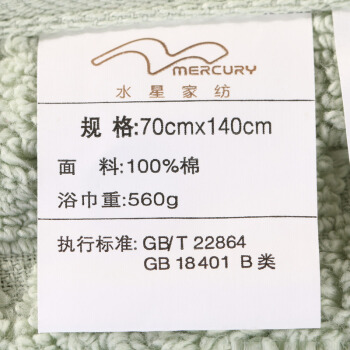 MERCURY
水星家纺
规 格:70cmx140cm
面 料:100%棉
浴巾重:560g
执行标准:GB/T 22864
GB 18401 B 类